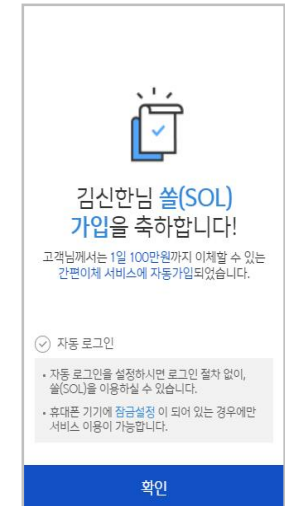 김신한님 쏠(SOL)
가입을 축하합니다!
고객님께서는 1일 100만원까지 이체할 수 있는
간편이체 서비스에 자동가입되었습니다.
자동 로그인
• 자동 로그인을 설정하시면 로그인 절차 없이,
쏠(SOL)을 이용하실 수 있습니다.
• 휴대폰 기기에 잠금설정 이 되어 있는 경우에만
서비스 이용이 가능합니다.
확인